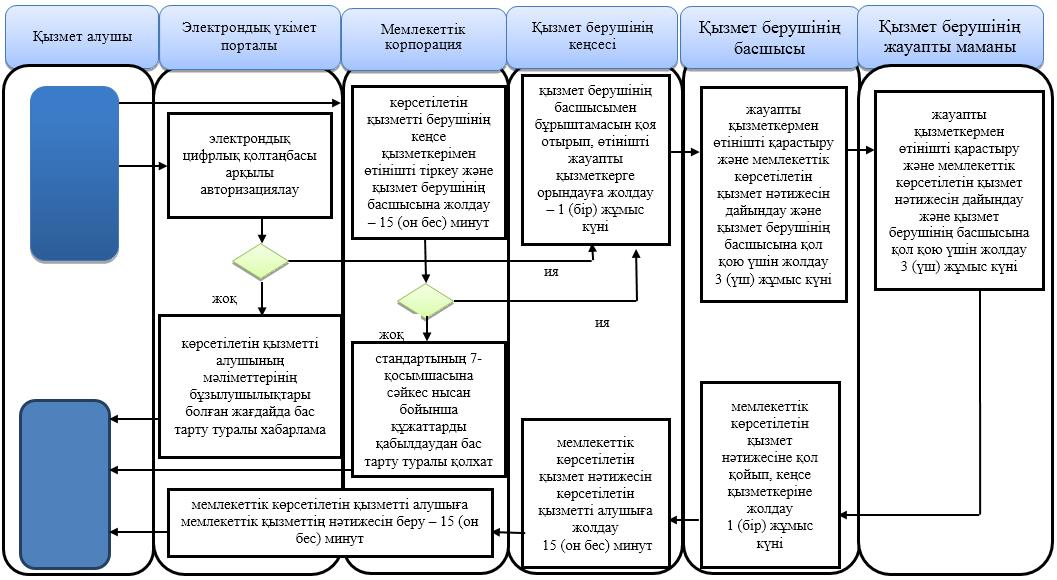 Қызмет алушы
Электрондық үкімет
порталы
Мемлекеттік
корпорация
Қызмет берушінің
кеңсесі
Қызмет берушінің
басшысы
Қызмет берушінің
жауапты маманы
электрондық
цифрлық қолтаңбасы
арқылы
авторизациялау
көрсетілетін
қызметті берушінің
кеңсе
қызметкерімен
өтінішті тіркеу және
қызмет берушінің
басшысына жолдау
– 15 (он бес) минут
қызмет берушінің
басшысымен
бұрыштамасын қоя
отырып, өтінішті
жауапты
қызметкерге
орындауға жолдау
– 1 (бір) жұмыс
күні
жауапты
қызметкермен
өтінішті қарастыру
және мемлекеттік
көрсетілетін
қызмет нәтижесін
дайындау және
қызмет берушінің
басшысына қол
қою үшін жолдау
3 (үш) жұмыс күні
жауапты
қызметкермен
өтінішті қарастыру
және мемлекеттік
көрсетілетін қызмет
нәтижесін дайындау
және қызмет
берушінің басшысына
қол қою үшін жолдау
3 (үш) жұмыс күні
ия
ия
жоқ
жоқ
көрсетілетін қызметті
алушының
мәліметтерінің
бұзылушылықтары
болған жағдайда бас
тарту туралы хабарлама
стандартының 7-
қосымшасына
сәйкес нысан
бойынша
құжаттарды
қабылдаудан бас
тарту туралы қолхат
мемлекеттік
көрсетілетін
қызмет нәтижесін
көрсетілетін
қызметті алушыға
жолдау
15 (он бес) минут
мемлекеттік
көрсетілетін
қызмет
нәтижесіне қол
қойып, кеңсе
қызметкеріне
жолдау
1 (бір) жұмыс
күні
мемлекеттік көрсетілетін қызметті алушыға
мемлекеттік қызметтің нәтижесін беру – 15 (он
бес) минут